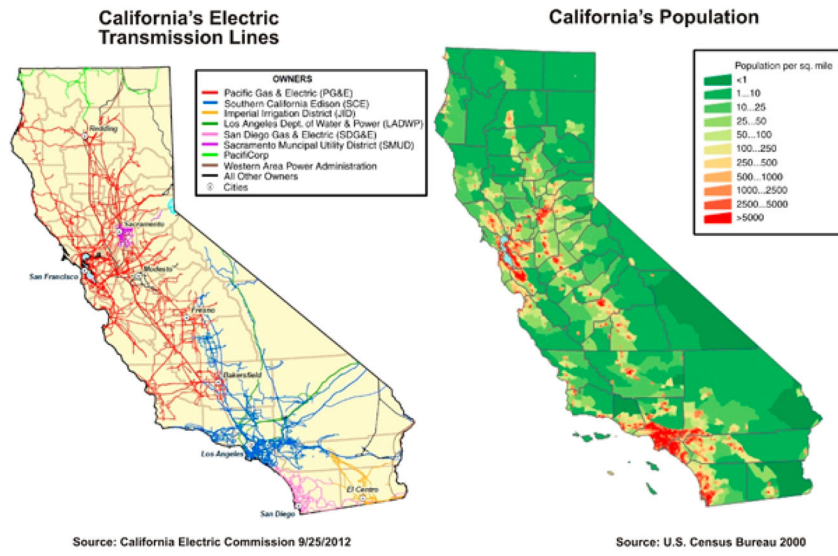 California's Electric
Transmission Lines
OWNERS
Pacific Gas & Electric (PG&E)
Southern California Edison (SCE)
Imperial Irrigation District (IID)
Los Angeles Dept. of Water & Power (LADWP)
San Diego Gas & Electric (SDG&E)
Sacramento Muncipal Utility District (SMUD)
PacifiCorp
Western Area Power Administration
All Other Owners
Cities
Redding
Sacramento
San Francisco
Modesto
Fresno
Bakersfield
Los Angeles
El Centro
San Diego
Source: California Electric Commission 9/25/2012
California's Population
Population per sq. mile
<1
1...10
10...25
25...50
50...100
100...250
250...500
500...1000
1000...2500
2500...5000
>5000
Source: U.S. Census Bureau 2000